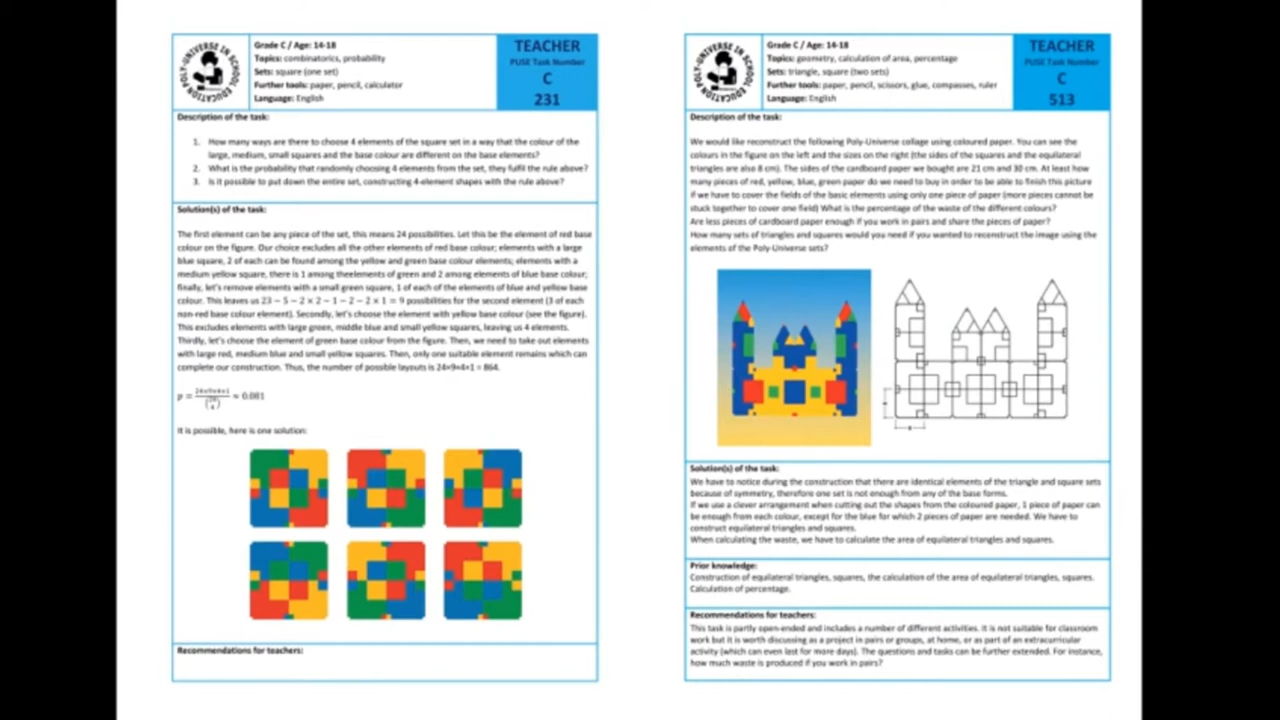 POLY-UNIVERSE IN SCHOOL EDUCATION
Grade C / Age: 14-18
Topics: combinatorics, probability
Sets: square (one set)
Further tools: paper, pencil, calculator
Language: English
TEACHER
PUSE Task Number
C
231
Description of the task:
1. How many ways are there to choose 4 elements of the square set in a way that the colour of the
large, medium, small squares and the base colour are different on the base elements?
2. What is the probability that randomly choosing 4 elements from the set, they fulfil the rule above?
3. Is it possible to put down the entire set, constructing 4-element shapes with the rule above?
Solution(s) of the task:
The first element can be any piece of the set, this means 24 possibilities. Let this be the element of red base
colour on the figure. Our choice excludes all the other elements of red base colour; elements with a large
blue square, 2 of each can be found among the yellow and green base colour elements; elements with a
medium yellow square, there is 1 among theelements of green and 2 among elements of blue base colour;
finally, let's remove elements with a small green square, 1 of each of the elements of blue and yellow base
colour. This leaves us 23 − 5 − 2 × 2 − 1 − 2 − 2 × 1 = 9 possibilities for the second element (3 of each
non-red base colour element). Secondly, let's choose the element with yellow base colour (see the figure).
This excludes elements with large green, middle blue and small yellow squares, leaving us 4 elements.
Thirdly, let's choose the element of green base colour from the figure. Then, we need to take out elements
with large red, medium blue and small yellow squares. Then, only one suitable element remains which can
complete our construction. Thus, the number of possible layouts is 24×9×4×1 = 864.
≈ 0.081
It is possible, here is one solution:
Recommendations for teachers:
POLY-UNIVERSE IN SCHOOL EDUCATION
Grade C / Age: 14-18
Topics: geometry, calculation of area, percentage
Sets: triangle, square (two sets)
Further tools: paper, pencil, scissors, glue, compasses, ruler
Language: English
TEACHER
PUSE Task Number
C
513
Description of the task:
We would like reconstruct the following Poly-Universe collage using coloured paper. You can see the
colours in the figure on the left and the sizes on the right (the sides of the squares and the equilateral
triangles are also 8 cm). The sides of the cardboard paper we bought are 21 cm and 30 cm. At least how
many pieces of red, yellow, blue, green paper do we need to buy in order to be able to finish this picture
if we have to cover the fields of the basic elements using only one piece of paper (more pieces cannot be
stuck together to cover one field) What is the percentage of the waste of the different colours?
Are less pieces of cardboard paper enough if you work in pairs and share the pieces of paper?
How many sets of triangles and squares would you need if you wanted to reconstruct the image using the
elements of the Poly-Universe sets?
Solution(s) of the task:
We have to notice during the construction that there are identical elements of the triangle and square sets
because of symmetry, therefore one set is not enough from any of the base forms.
If we use a clever arrangement when cutting out the shapes from the coloured paper, 1 piece of paper can
be enough from each colour, except for the blue for which 2 pieces of paper are needed. We have to
construct equilateral triangles and squares.
When calculating the waste, we have to calculate the area of equilateral triangles and squares.
Prior knowledge:
Construction of equilateral triangles, squares, the calculation of the area of equilateral triangles, squares.
Calculation of percentage.
Recommendations for teachers:
This task is partly open-ended and includes a number of different activities. It is not suitable for classroom
work but it is worth discussing as a project in pairs or groups, at home, or as part of an extracurricular
activity (which can even last for more days). The questions and tasks can be further extended. For instance,
how much waste is produced if you work in pairs?